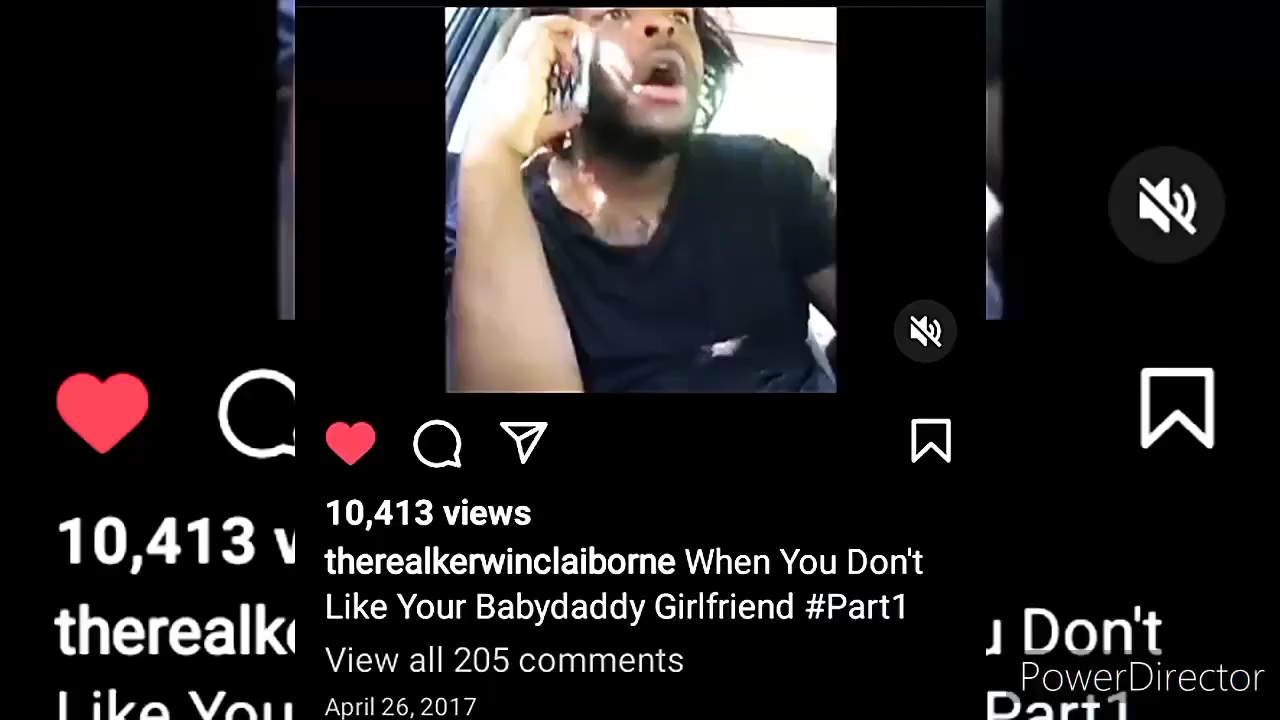 10,413 views
therealkerwinclaiborne When You Don't
Like Your Babydaddy Girlfriend #Part1
View all 205 comments
April 26, 2017
10,413 v
therealk
Like You
u Don't
Part1
PowerDirector